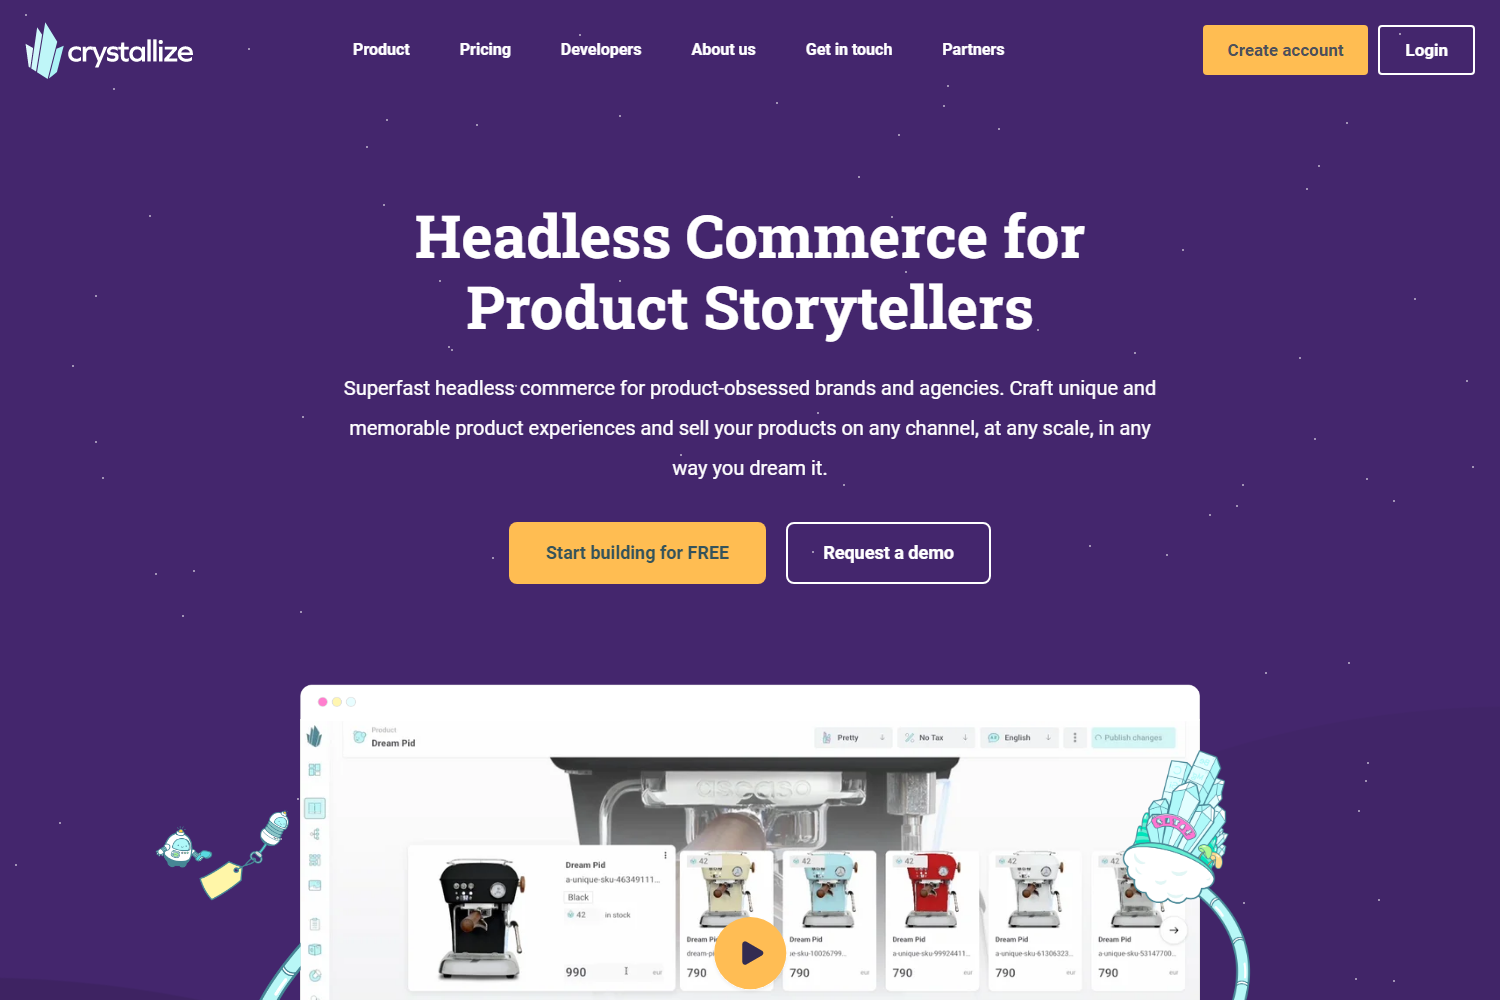 crystallize
Product
Pricing
Developers
About us
Get in touch
Partners
Create account
Login
Headless Commerce for
Product Storytellers
Superfast headless commerce for product-obsessed brands and agencies. Craft unique and
memorable product experiences and sell your products on any channel, at any scale, in any
way you dream it.
Start building for FREE
Request a demo
Product
Dream Pid
Pretty
No Tax
English
Publish changes
ascaso
Dream Pid
a-unique-sku-46349111...
Black
42 in stock
990 eur
42
Dream Pi
dream-pi
790
42
Dream Pid
que-sku-10026799...
790 eur
42
Dream Pid
a-unique-sku-99924411...
790 eur
42
Dream Pid
a-unique-sku-61306323...
790 eur
42
Dream Pid
a-unique-sku-53147700...
790 eur